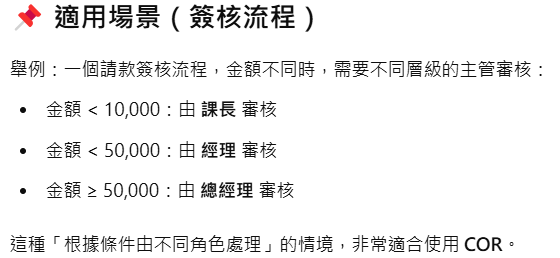 📌 適用場景（簽核流程）
舉例：一個請款簽核流程，金額不同時，需要不同層級的主管審核：
• 金額 < 10,000：由 課長 審核
• 金額 < 50,000：由 經理 審核
• 金額 ≥ 50,000：由 總經理 審核
這種「根據條件由不同角色處理」的情境，非常適合使用 COR。